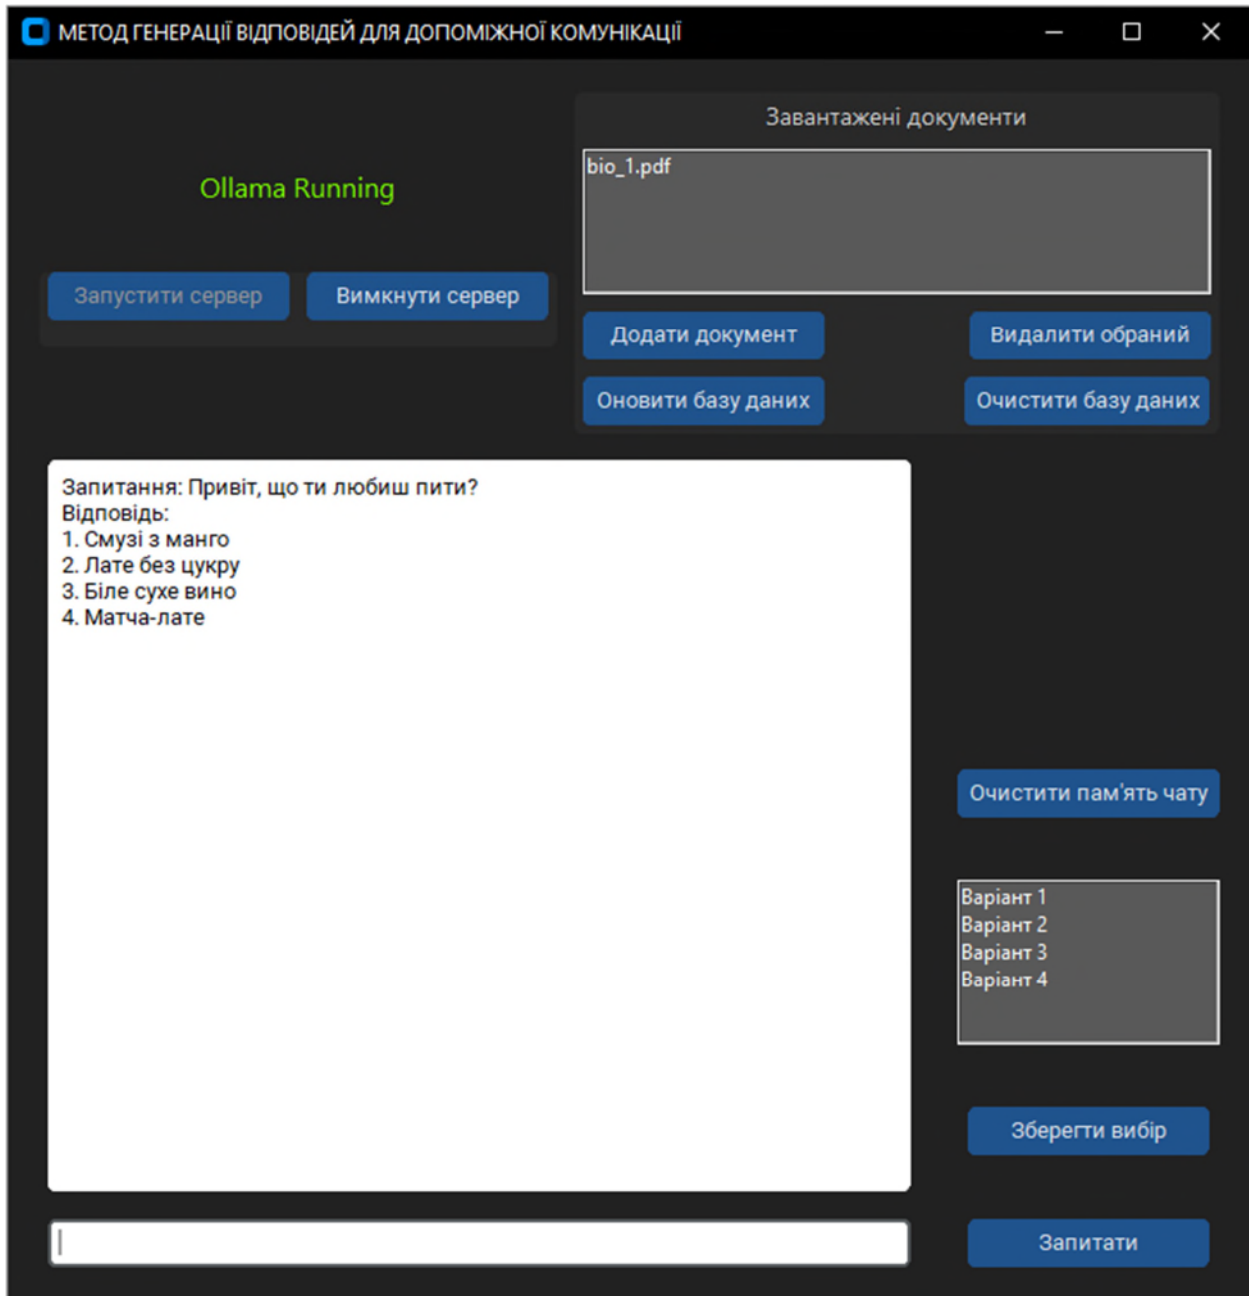 МЕТОД ГЕНЕРАЦІЇ ВІДПОВІДЕЙ ДЛЯ ДОПОМІЖНОЇ КОМУНІКАЦІЇ
Ollama Running
Запустити сервер
Вимкнути сервер
Завантажені документи
bio_1.pdf
Додати документ
Видалити обраний
Оновити базу даних
Очистити базу даних
Запитання: Привіт, що ти любиш пити?
Відповідь:
1. Смузі з манго
2. Лате без цукру
3. Біле сухе вино
4. Матча-лате
Очистити пам'ять чату
Варіант 1
Варіант 2
Варіант 3
Варіант 4
Зберегти вибір
Запитати